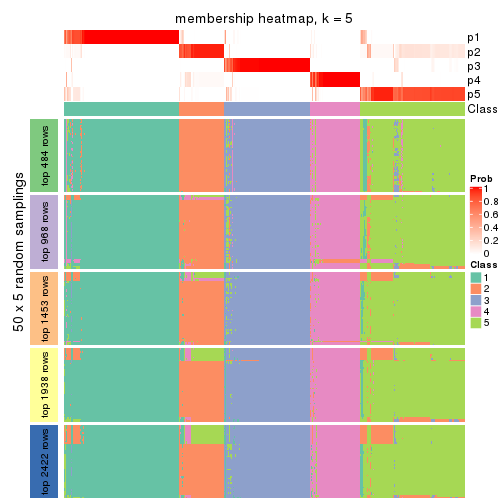 membership heatmap, k = 5
p1
p2
p3
p4
p5
Class
50 x 5 random samplings
top 484 rows
top 968 rows
top 1453 rows
top 1938 rows
top 2422 rows
Prob
1
0.8
0.6
0.4
0.2
0
Class
1
2
3
4
5